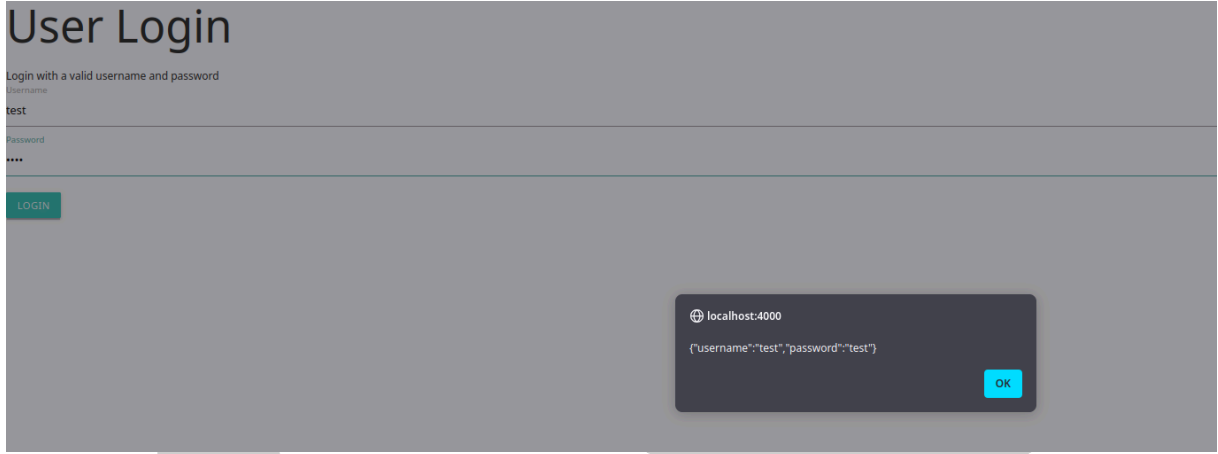 User Login
Login with a valid username and password
Username
test
Password
••••
LOGIN
localhost:4000
{"username":"test","password":"test"}
OK